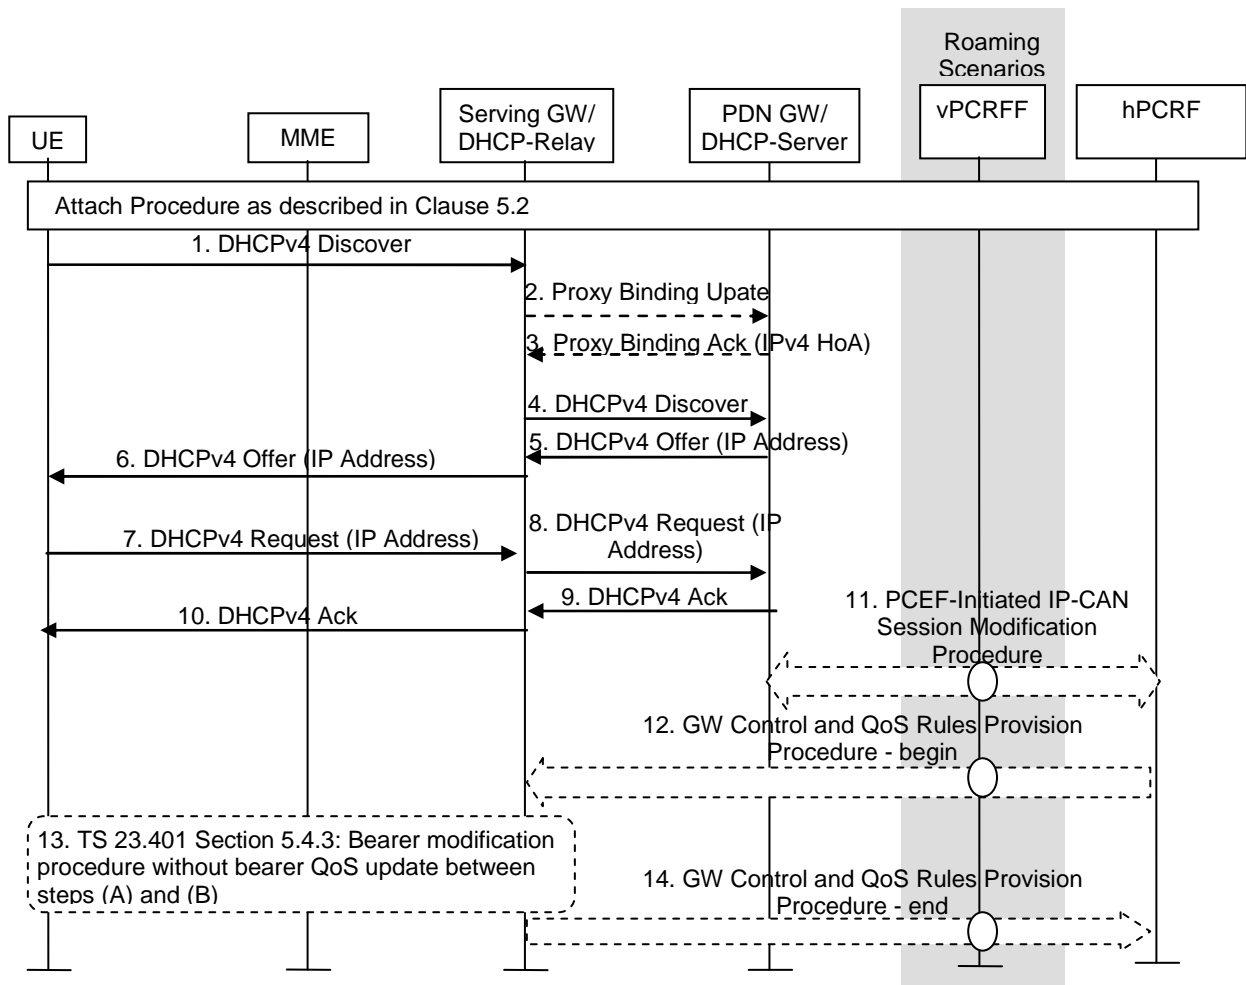 Roaming
Scenarios
UE
MME
Serving GW/
DHCP-Relay
PDN GW/
DHCP-Server
vPCRFF
hPCRF
Attach Procedure as described in Clause 5.2
1. DHCPv4 Discover
2. Proxy Binding Upate
3. Proxy Binding Ack (IPv4 HoA)
4. DHCPv4 Discover
5. DHCPv4 Offer (IP Address)
6. DHCPv4 Offer (IP Address)
7. DHCPv4 Request (IP Address)
8. DHCPv4 Request (IP
Address)
9. DHCPv4 Ack
10. DHCPv4 Ack
11. PCEF-Initiated IP-CAN
Session Modification
Procedure
12. GW Control and QoS Rules Provision
Procedure - begin
13. TS 23.401 Section 5.4.3: Bearer modification
procedure without bearer QoS update between
steps (A) and (B)
14. GW Control and QoS Rules Provision
Procedure - end